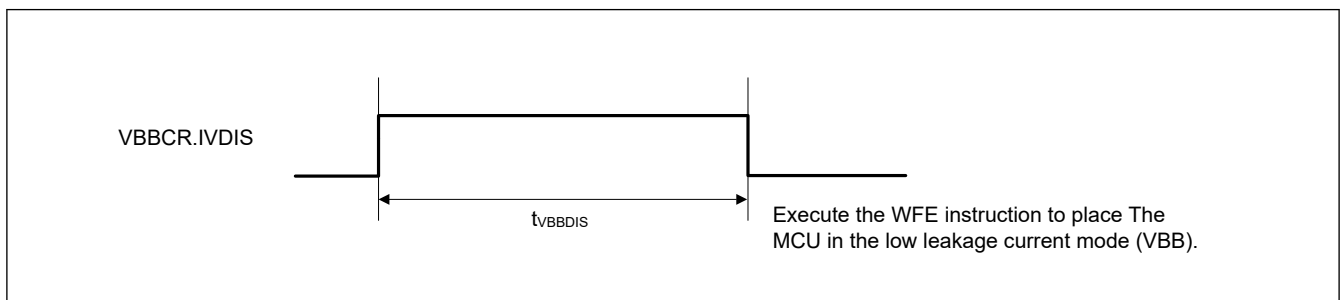 VBBCR.IVDIS
tVBBDIS
Execute the WFE instruction to place The
MCU in the low leakage current mode (VBB).